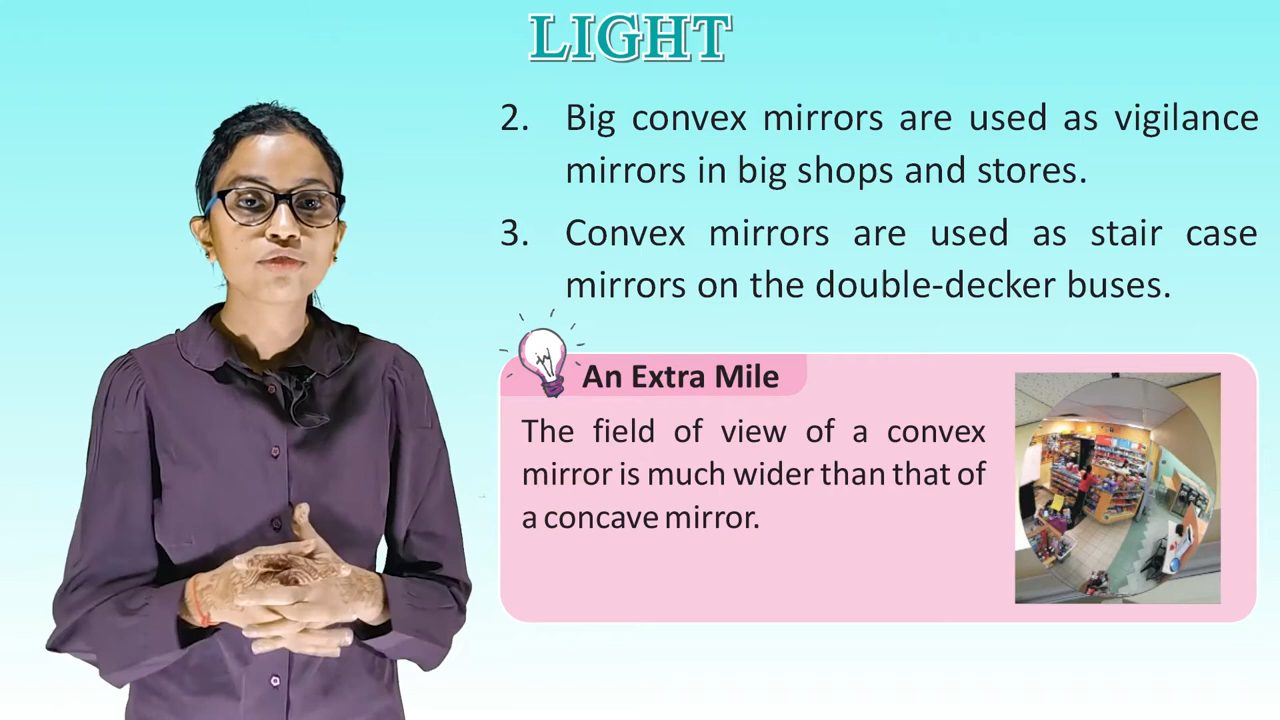 LIGHT
2. Big convex mirrors are used as vigilance
mirrors in big shops and stores.
3. Convex mirrors are used as stair case
mirrors on the double-decker buses.
An Extra Mile
The field of view of a convex
mirror is much wider than that of
a concave mirror.